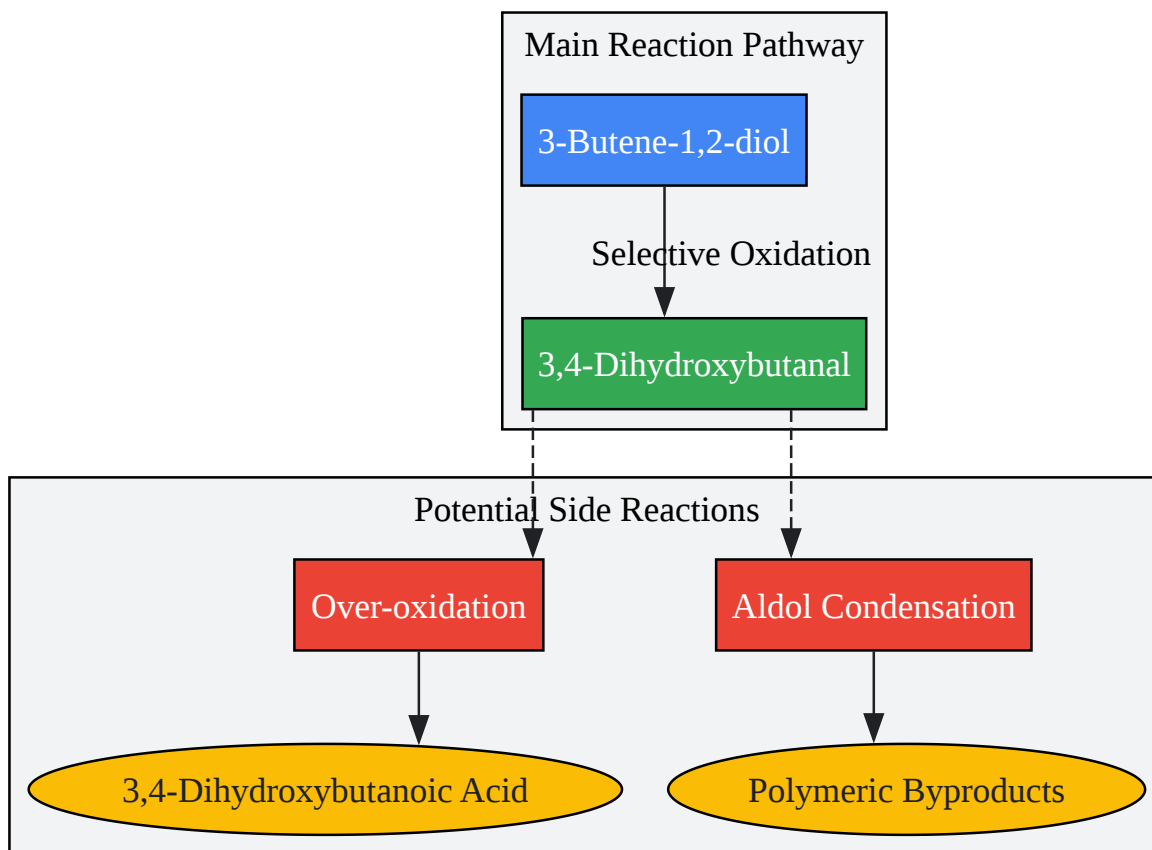 Main Reaction Pathway
3-Butene-1,2-diol
Selective Oxidation
3,4-Dihydroxybutanal
Potential Side Reactions
Over-oxidation
Aldol Condensation
3,4-Dihydroxybutanoic Acid
Polymeric Byproducts